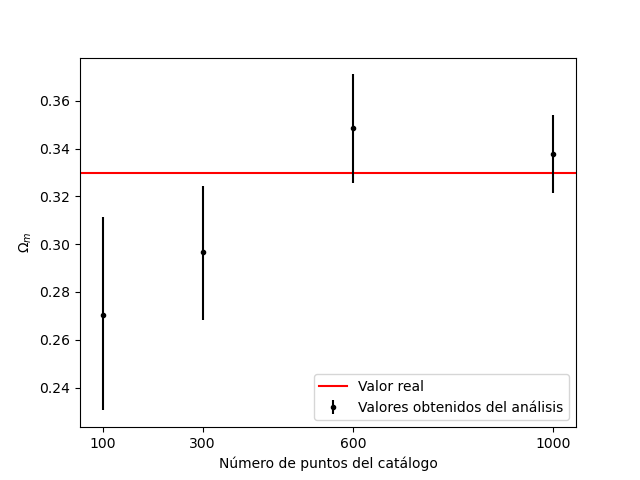 0.36
0.34
0.32
0.30
0.28
0.26
0.24
Ωm
Valor real
Valores obtenidos del análisis
100 300 600 1000
Número de puntos del catálogo